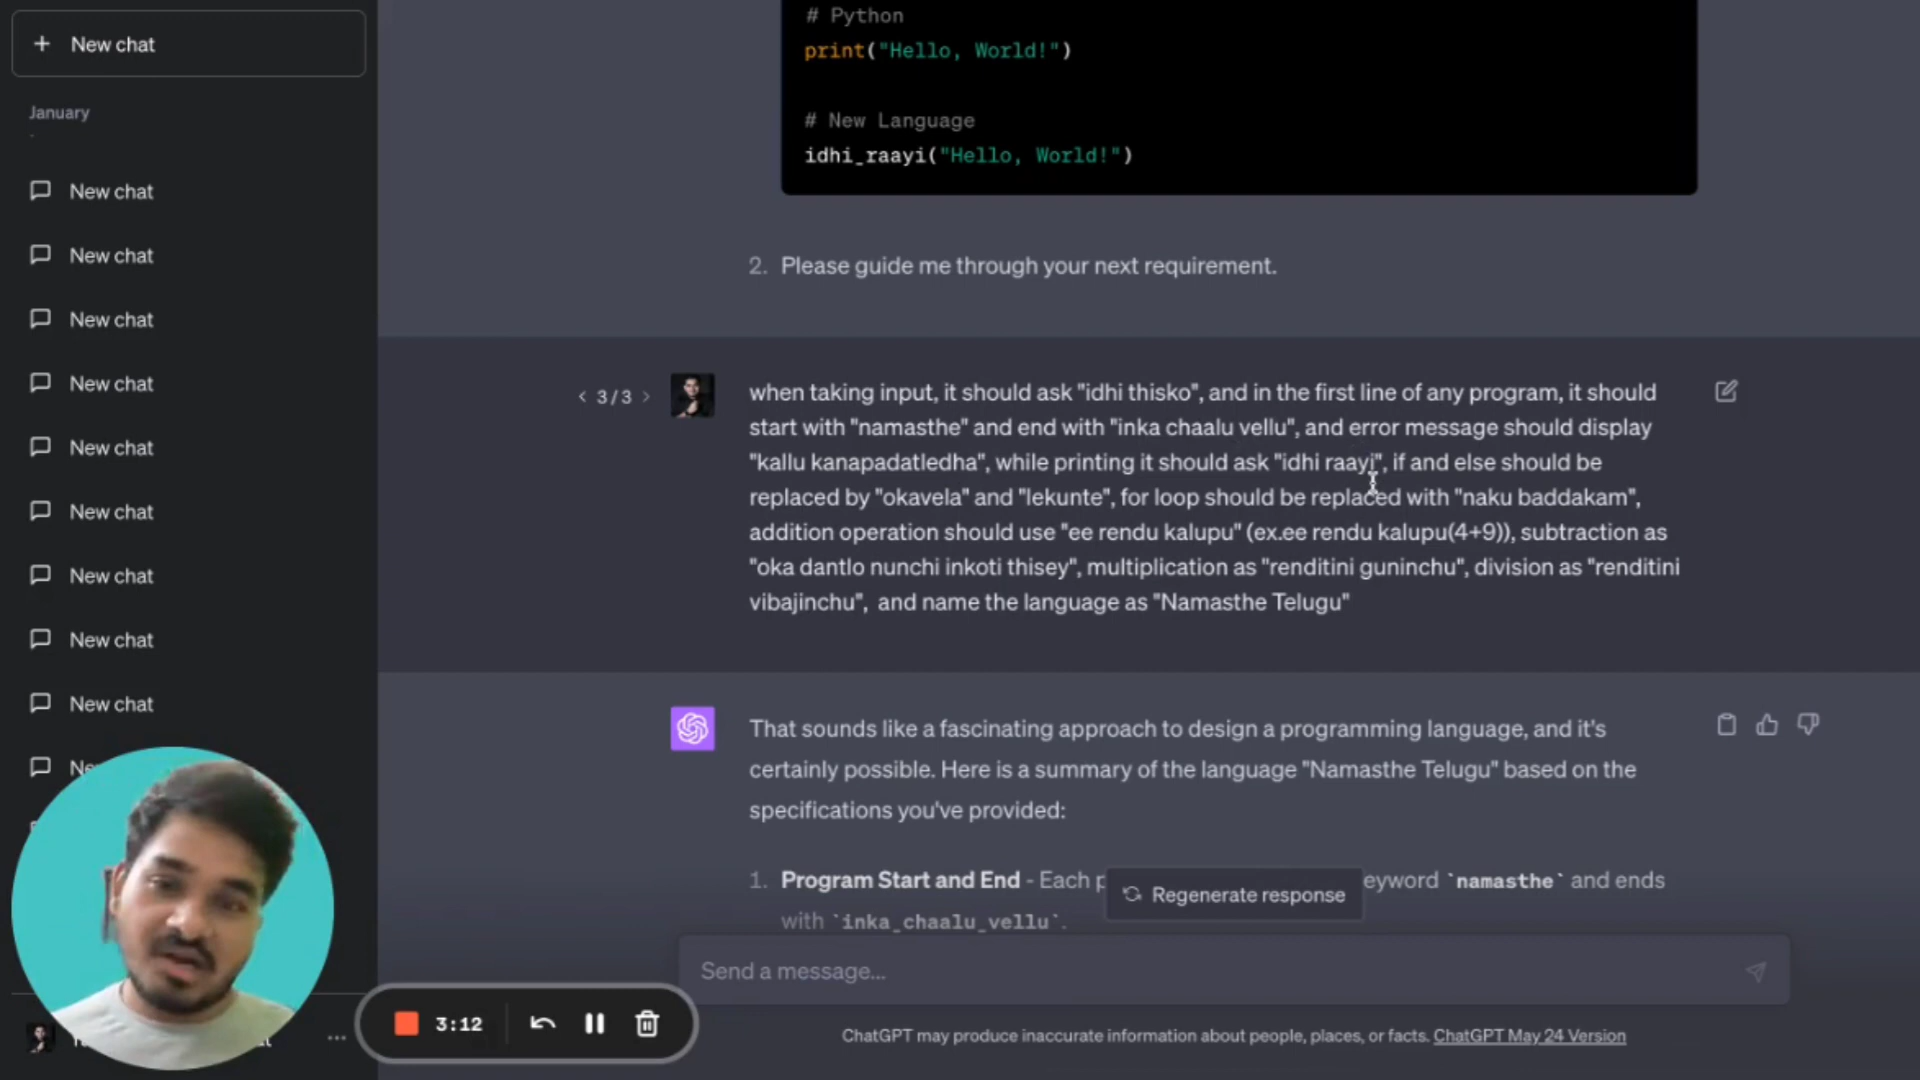 New chat
January
New chat
New chat
New chat
New chat
New chat
New chat
New chat
New chat
New chat
# Python
print("Hello, World!")
# New Language
idhi_raayi("Hello, World!")
2. Please guide me through your next requirement.
< 3/3 >
when taking input, it should ask "idhi thisko", and in the first line of any program, it should
start with "namasthe" and end with "inka chaalu vellu", and error message should display
"kallu kanapadatledha", while printing it should ask "idhi raayi", if and else should be
replaced by "okavela" and "lekunte", for loop should be replaced with "naku baddakam",
addition operation should use "ee rendu kalupu" (ex.ee rendu kalupu(4+9)), subtraction as
"oka dantlo nunchi inkoti thisey", multiplication as "renditini guninchu", division as "renditini
vibajinchu",  and name the language as "Namasthe Telugu"
That sounds like a fascinating approach to design a programming language, and it's
certainly possible. Here is a summary of the language "Namasthe Telugu" based on the
specifications you've provided:
1. Program Start and End - Each eyword `namasthe` and ends
with `inka_chaalu_vellu`.
Regenerate response
Send a message...
3:12
ChatGPT may produce inaccurate information about people, places, or facts. ChatGPT May 24 Version